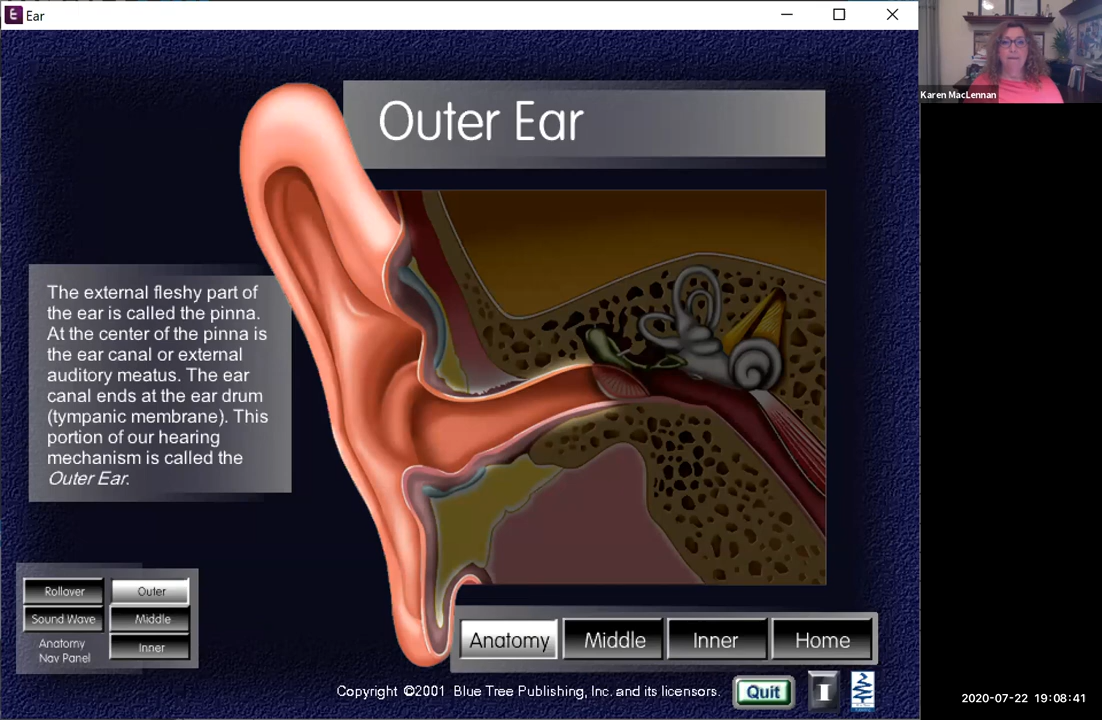 Ear
Karen MacLennan
Outer Ear
The external fleshy part of
the ear is called the pinna.
At the center of the pinna is
the ear canal or external
auditory meatus. The ear
canal ends at the ear drum
(tympanic membrane). This
portion of our hearing
mechanism is called the
Outer Ear.
Rollover
Outer
Sound Wave
Middle
Anatomy
Nav Panel
Inner
Anatomy
Middle
Inner
Home
Copyright ©2001 Blue Tree Publishing, Inc. and its licensors.
Quit
I
2020-07-22 19:08:41